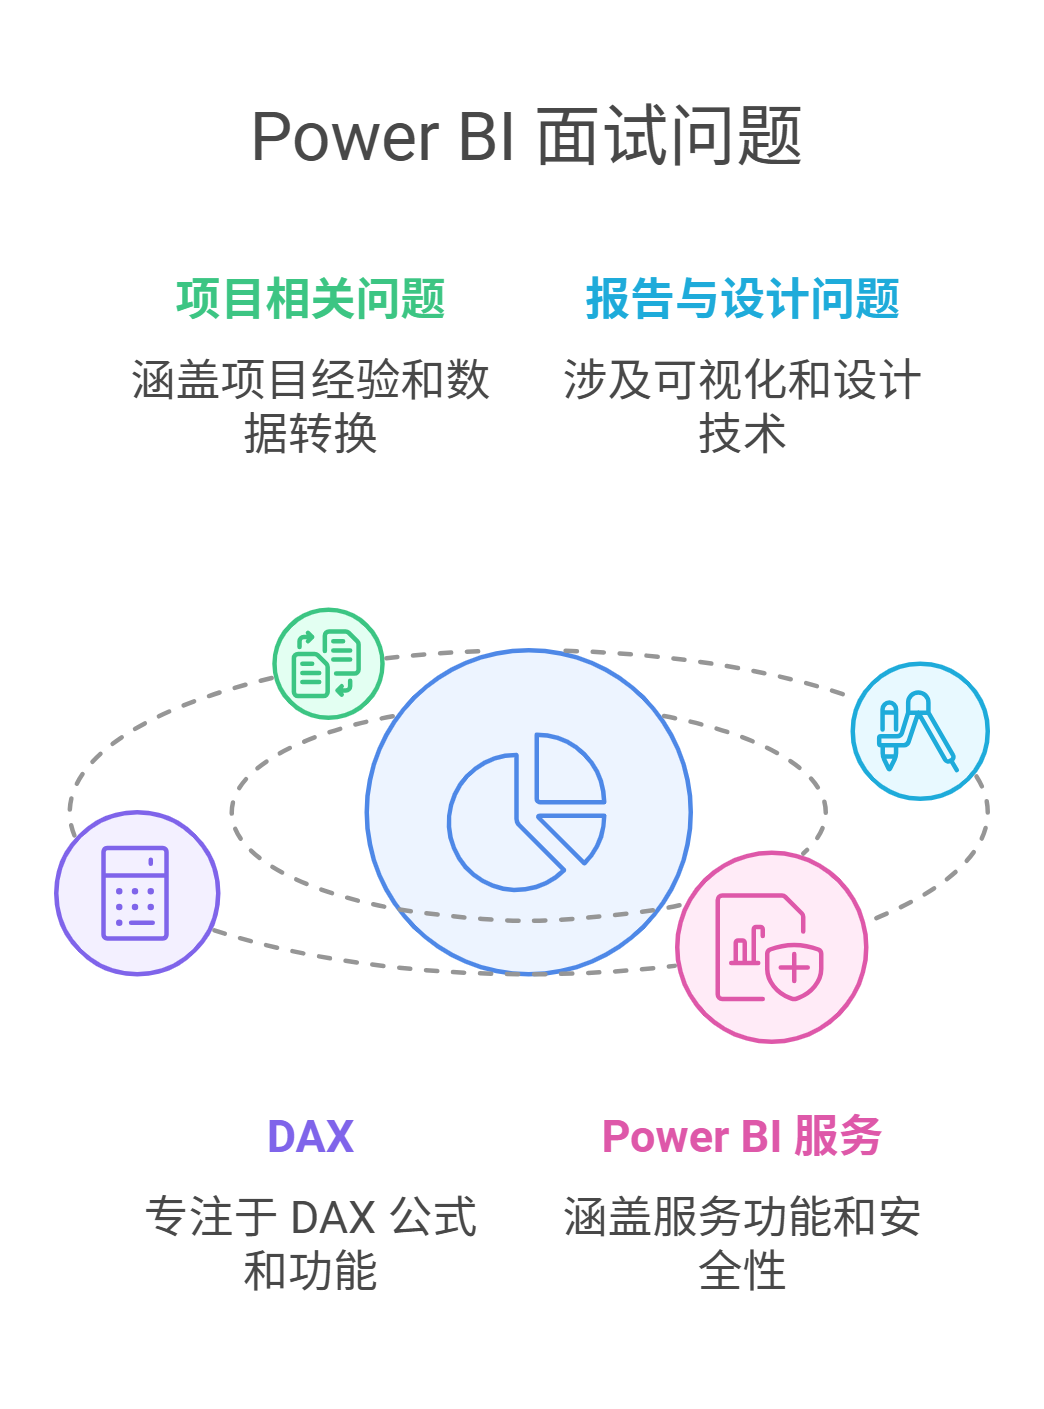 Power BI 面试问题
项目相关问题
涵盖项目经验和数
据转换
报告与设计问题
涉及可视化和设计
技术
DAX
专注于 DAX 公式
和功能
Power BI 服务
涵盖服务功能和安
全性